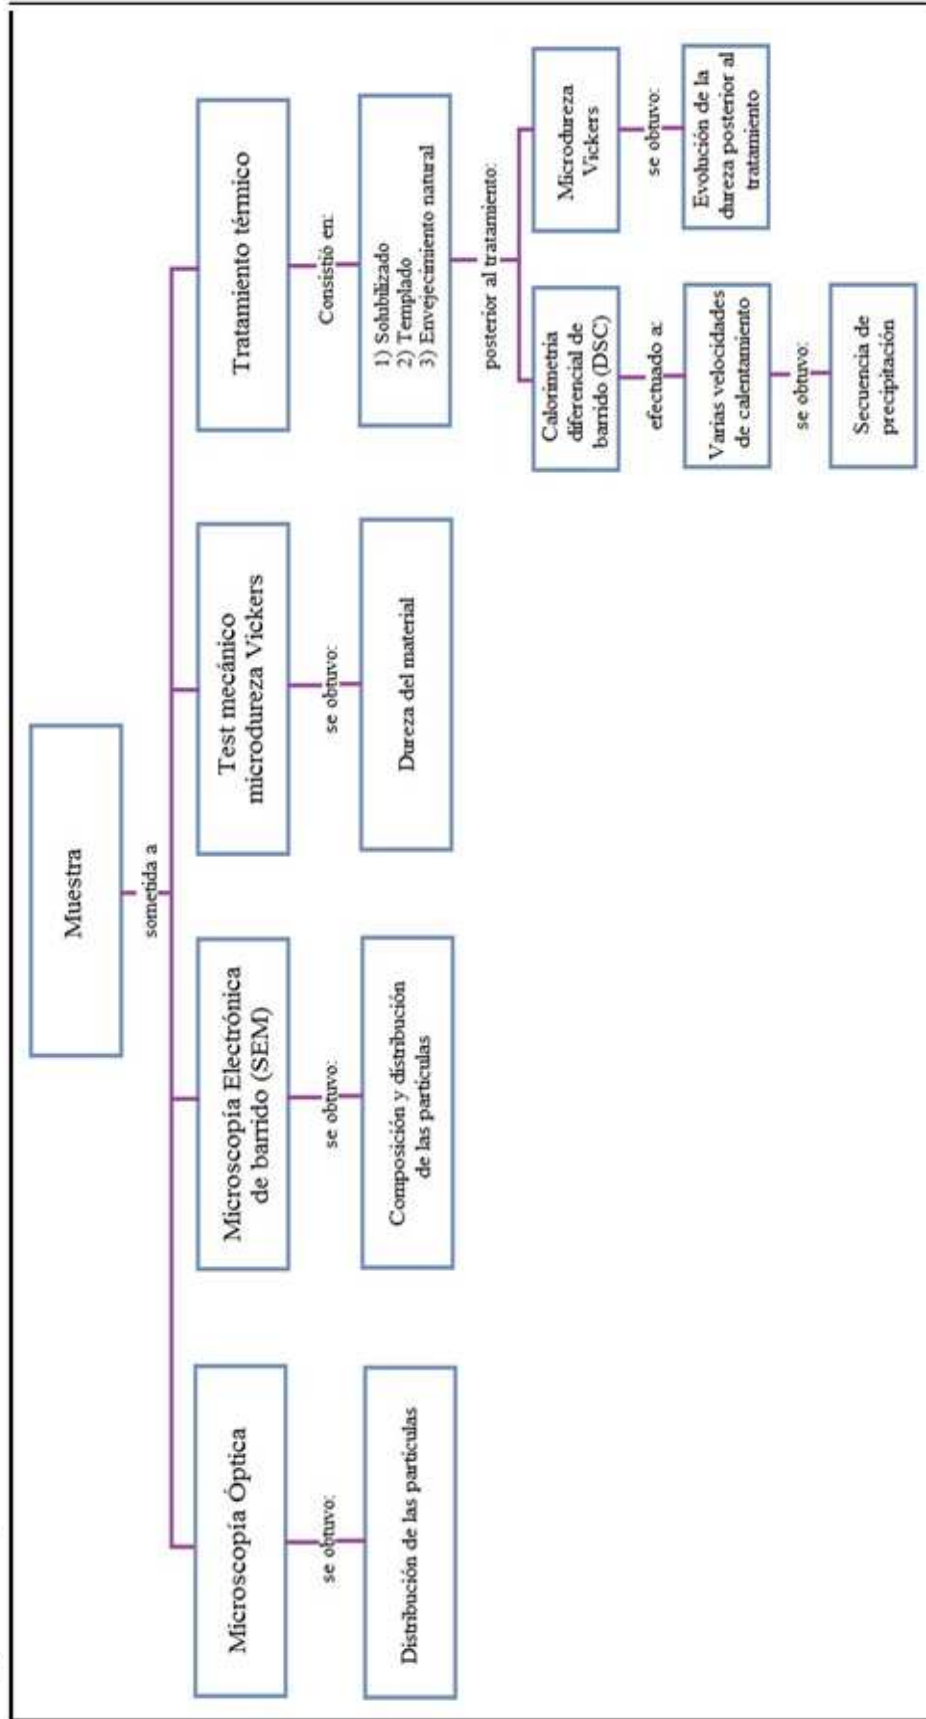 Muestra
sometida a
Microscopía Óptica
se obtuvo:
Distribución de las particulas
Microscopía Electrónica
de barrido (SEM)
se obtuvo:
Composición y distribución
de las particulas
Test mecánico
microdureza Vickers
se obtuvo:
Dureza del material
Tratamiento térmico
Consistió en:
1) Solubilizado
2) Templado
3) Envejecimiento natural
posterior al tratamiento:
Calorimetria
diferencial de
barrido (DSC)
efectuado a:
Varias velocidades
de calentamiento
se obtuvo:
Secuencia de
precipitación
Microdureza
Vickers
se obtuvo:
Evolución de la
dureza posterior al
tratamiento